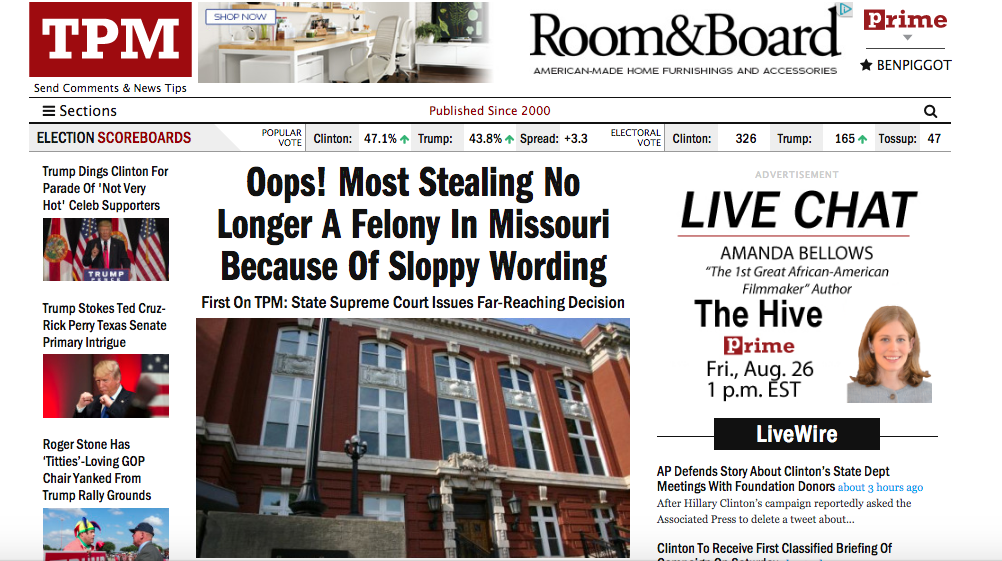 TPM
SHOP NOW
Room&Board
AMERICAN-MADE HOME FURNISHINGS AND ACCESSORIES
Prime
★ BENPIGGOT
Send Comments & News Tips
☰ Sections
Published Since 2000
ELECTION SCOREBOARDS
POPULAR VOTE Clinton: 47.1% Trump: 43.8% Spread: +3.3 ELECTORAL VOTE Clinton: 326 Trump: 165 Tossup: 47
Trump Dings Clinton For
Parade Of 'Not Very
Hot' Celeb Supporters
TRUMP
Trump Stokes Ted Cruz-
Rick Perry Texas Senate
Primary Intrigue
Roger Stone Has
‘Titties’-Loving GOP
Chair Yanked From
Trump Rally Grounds
Oops! Most Stealing No
Longer A Felony In Missouri
Because Of Sloppy Wording
First On TPM: State Supreme Court Issues Far-Reaching Decision
ADVERTISEMENT
LIVE CHAT
AMANDA BELLOWS
“The 1st Great African-American
Filmmaker” Author
The Hive
Prime
Fri., Aug. 26
1 p.m. EST
LiveWire
AP Defends Story About Clinton’s State Dept
Meetings With Foundation Donors about 3 hours ago
After Hillary Clinton’s campaign reportedly asked the
Associated Press to delete a tweet about...
Clinton To Receive First Classified Briefing Of